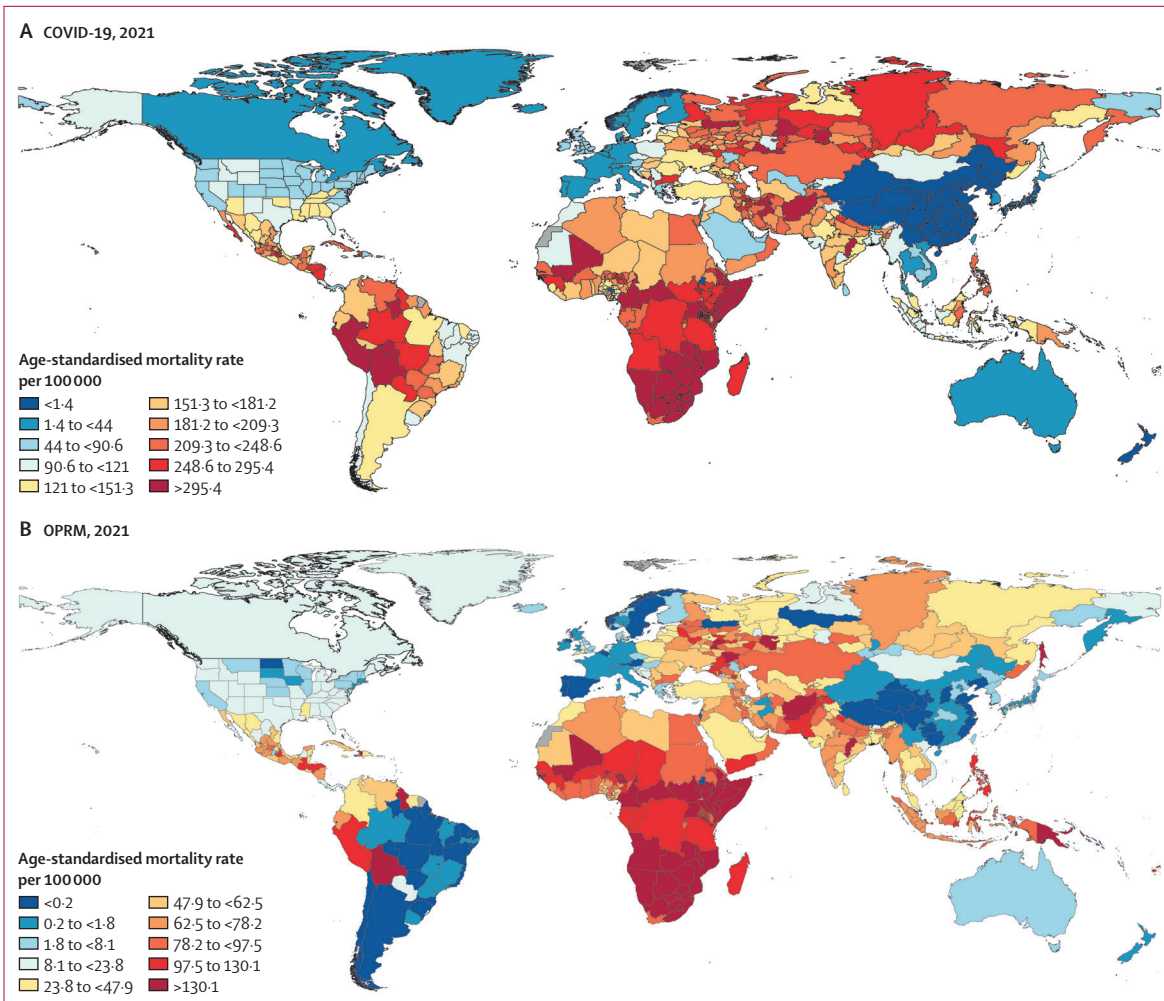 A COVID-19, 2021
Age-standardised mortality rate
per 100 000
<1·4
1·4 to <44
44 to <90·6
90·6 to <121
121 to <151·3
151·3 to <181·2
181·2 to <209·3
209·3 to <248·6
248·6 to 295·4
>295·4
B OPRM, 2021
Age-standardised mortality rate
per 100 000
<0·2
0·2 to <1·8
1·8 to <8·1
8·1 to <23·8
23·8 to <47·9
47·9 to <62·5
62·5 to <78·2
78·2 to <97·5
97·5 to 130·1
>130·1